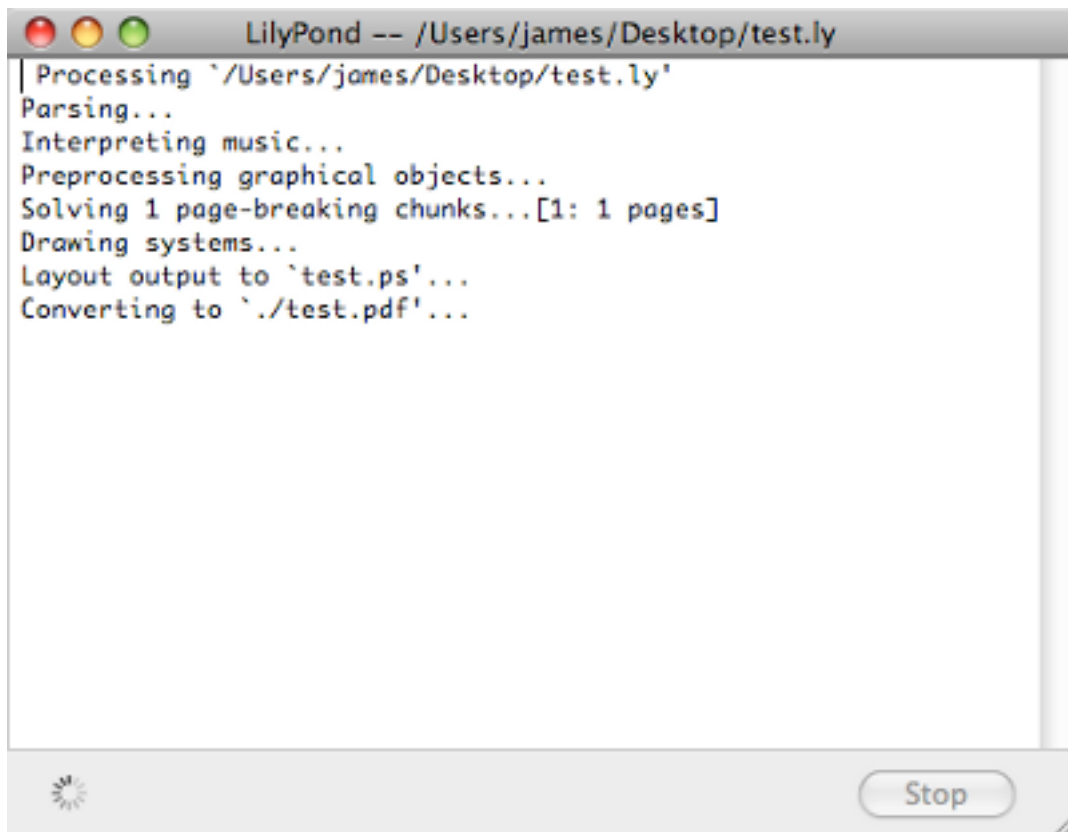 LilyPond -- /Users/james/Desktop/test.ly
Processing `/Users/james/Desktop/test.ly'
Parsing...
Interpreting music...
Preprocessing graphical objects...
Solving 1 page-breaking chunks...[1: 1 pages]
Drawing systems...
Layout output to `test.ps'...
Converting to `./test.pdf'...
Stop